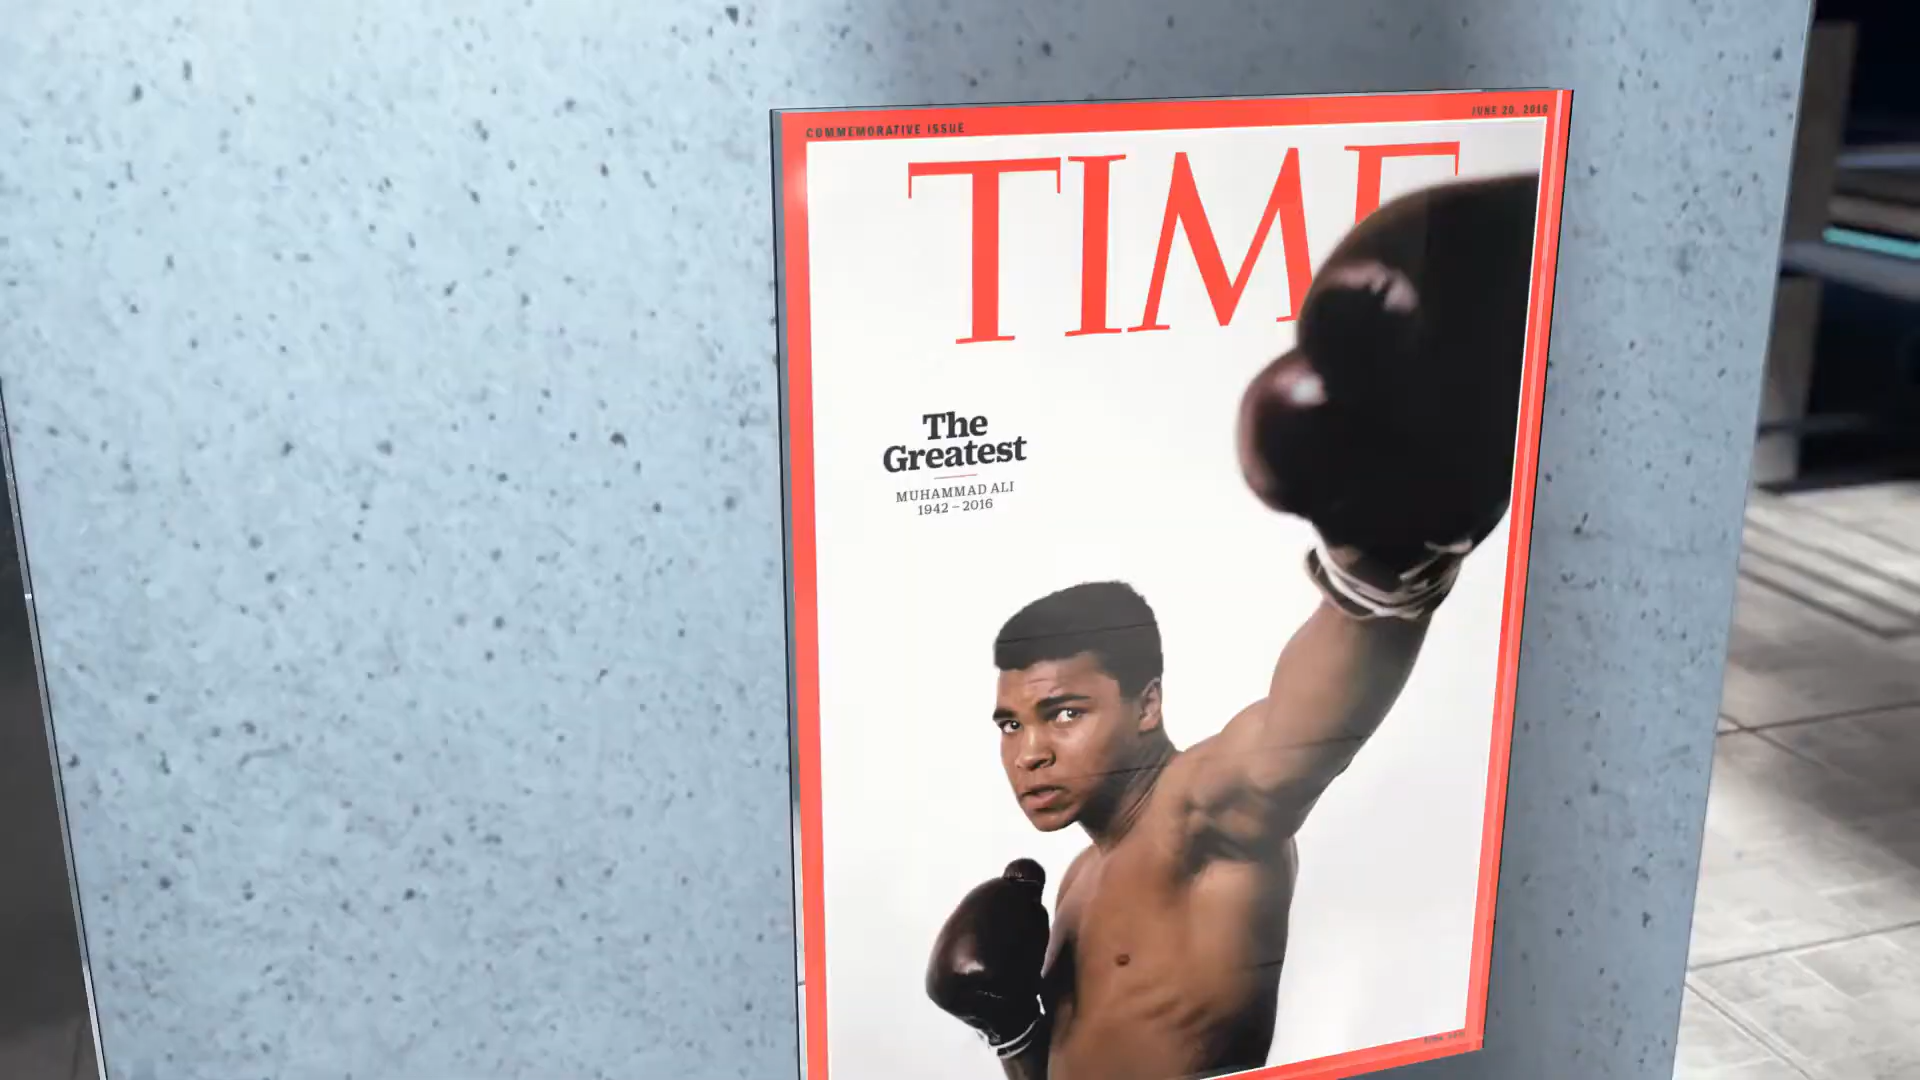 COMMEMORATIVE ISSUE
JUNE 20, 2016
TIME
The
Greatest
MUHAMMAD ALI
1942 – 2016